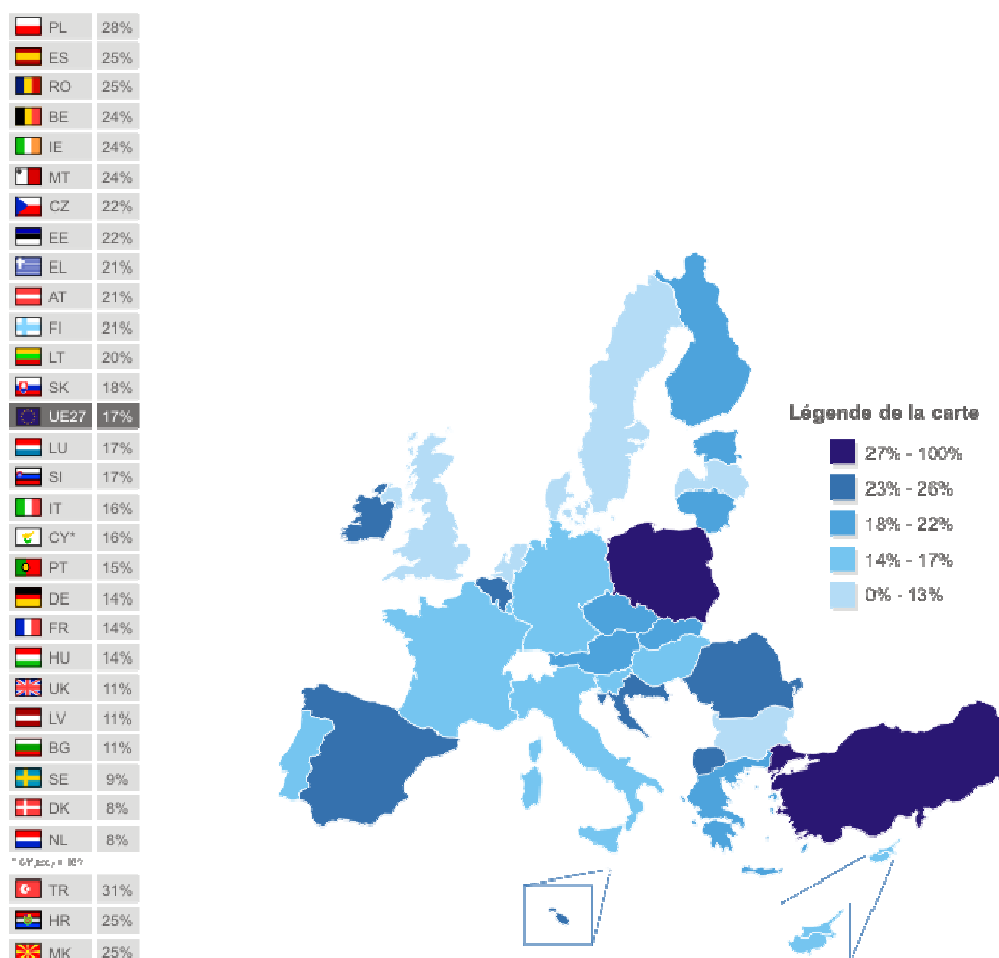 PL 28%
ES 25%
RO 25%
BE 24%
IE 24%
MT 24%
CZ 22%
EE 22%
EL 21%
AT 21%
FI 21%
LT 20%
SK 18%
UE27 17%
LU 17%
SI 17%
IT 16%
CY* 16%
PT 15%
DE 14%
FR 14%
HU 14%
UK 11%
LV 11%
BG 11%
SE 9%
DK 8%
NL 8%
TR 31%
HR 25%
MK 25%
Légende de la carte
27% - 100%
23% - 26%
18% - 22%
14% - 17%
0% - 13%